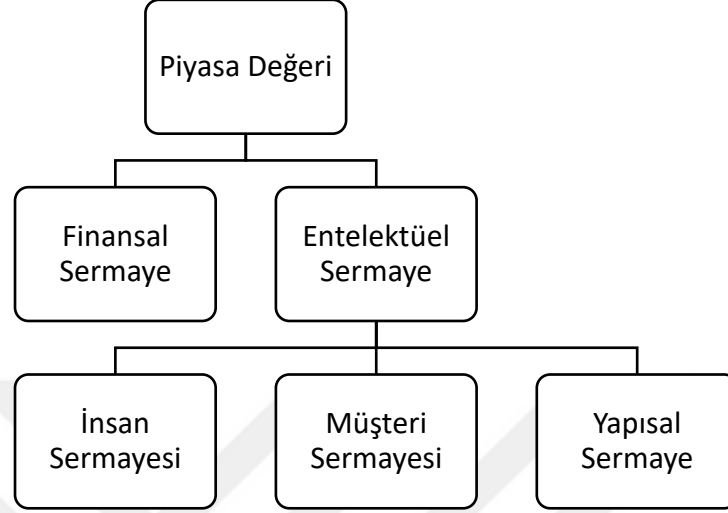 Piyasa Değeri
Finansal
Sermaye
Entelektüel
Sermaye
İnsan
Sermayesi
Müşteri
Sermayesi
Yapısal
Sermaye